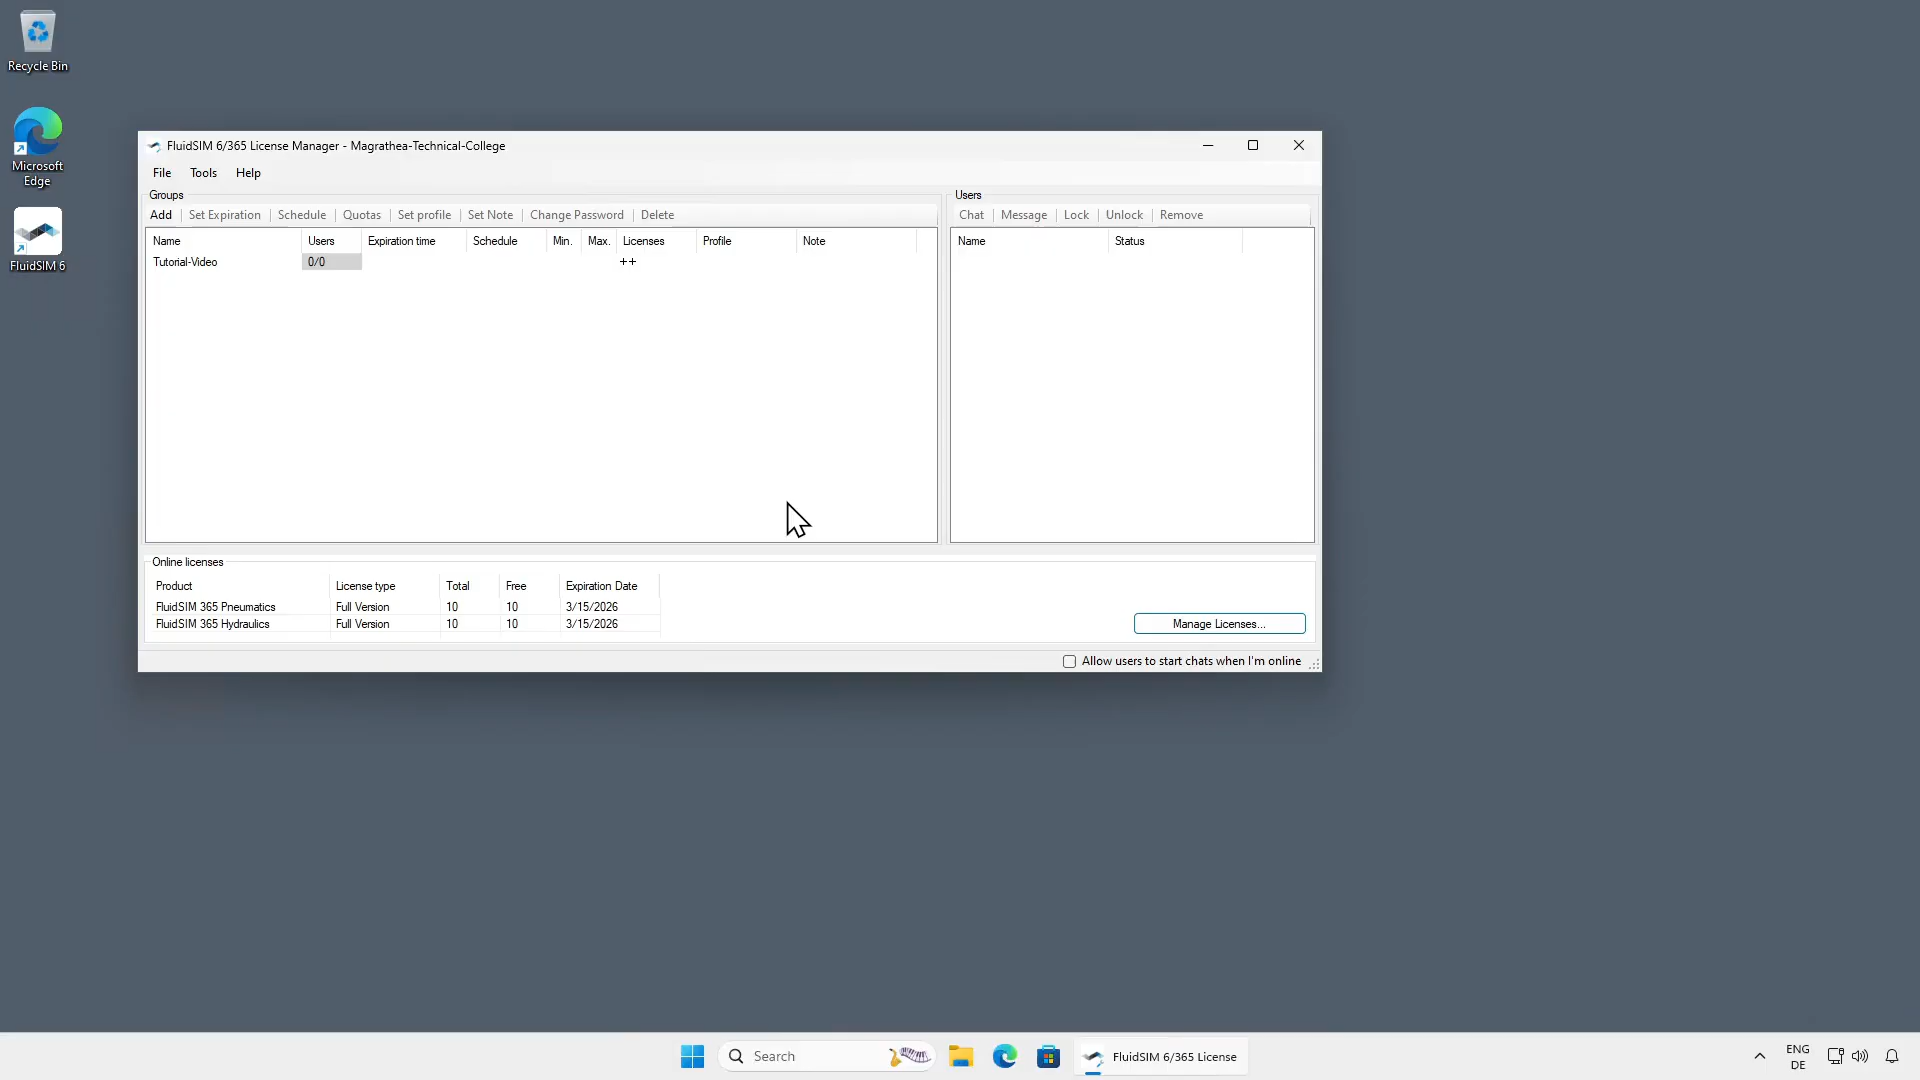 Recycle Bin
Microsoft
Edge
FluidSIM 6
FluidSIM 6/365 License Manager - Magrathea-Technical-College
File Tools Help
Groups
Add Set Expiration Schedule Quotas Set profile Set Note Change Password Delete
Name Users Expiration time Schedule Min. Max. Licenses Profile Note
Tutorial-Video 0/0 ++
Users
Chat Message Lock Unlock Remove
Name Status
Online licenses
Product License type Total Free Expiration Date
FluidSIM 365 Pneumatics Full Version 10 10 3/15/2026
FluidSIM 365 Hydraulics Full Version 10 10 3/15/2026
Manage Licenses...
Allow users to start chats when I'm online
Search
FluidSIM 6/365 License
ENG
DE